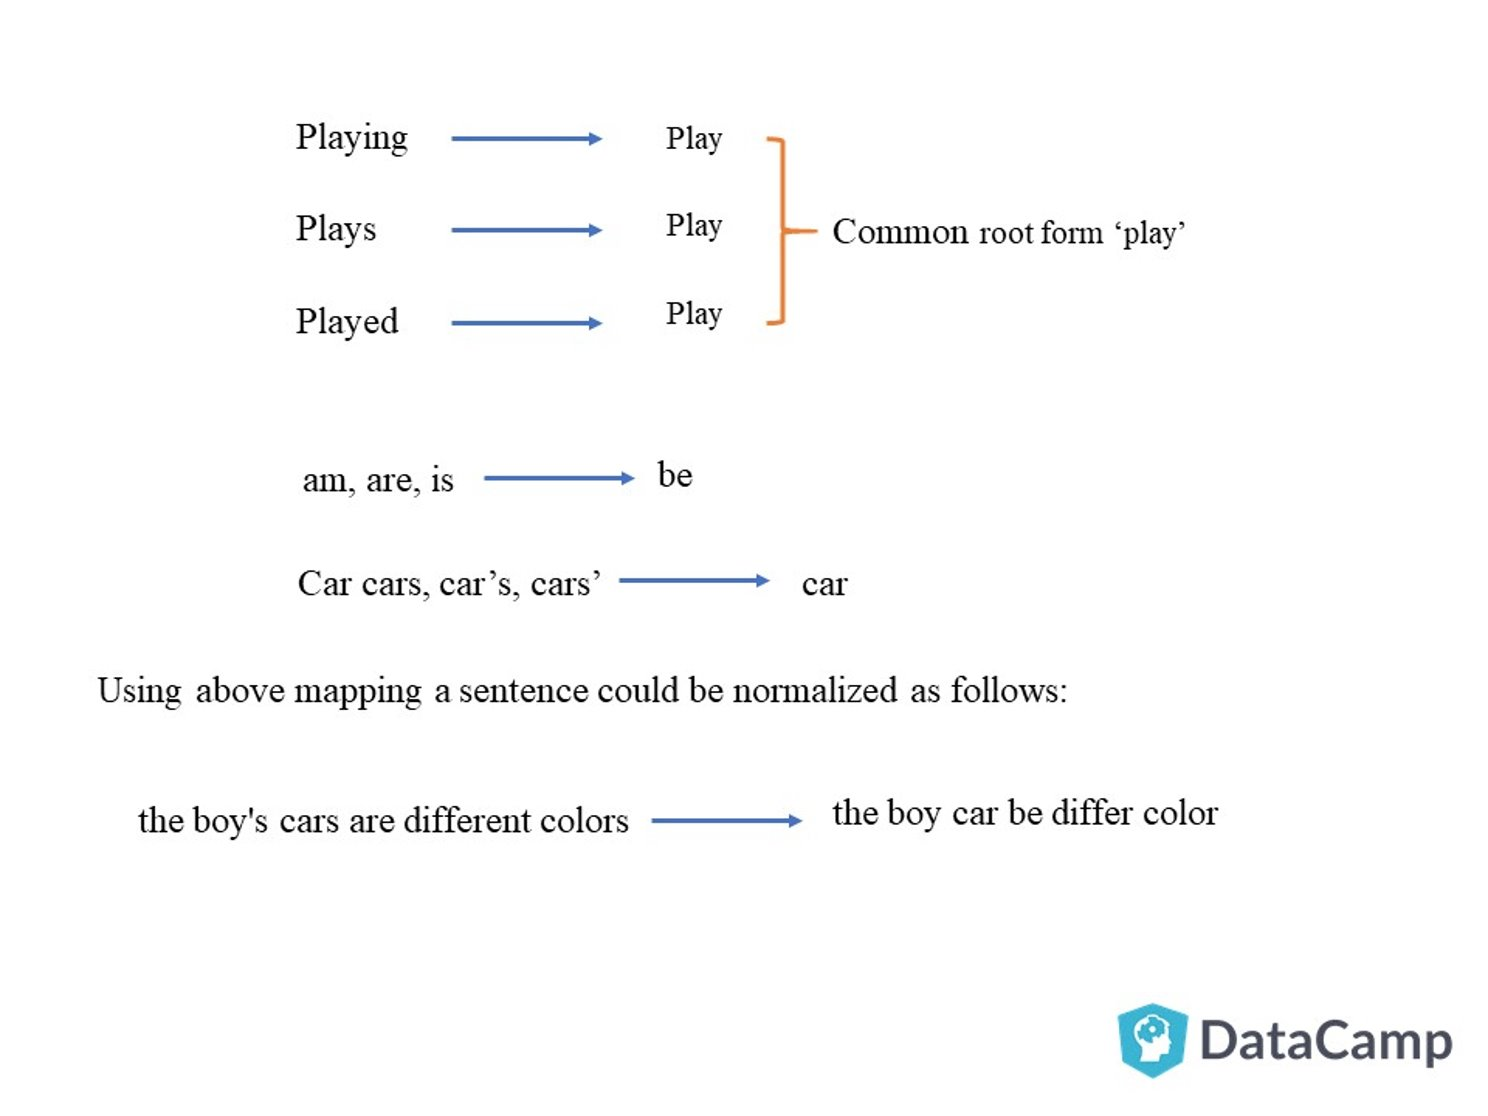 Playing Play
Plays Play
Common root form ‘play’
Played Play
am, are, is be
Car cars, car’s, cars’ car
Using above mapping a sentence could be normalized as follows:
the boy's cars are different colors the boy car be differ color
DataCamp